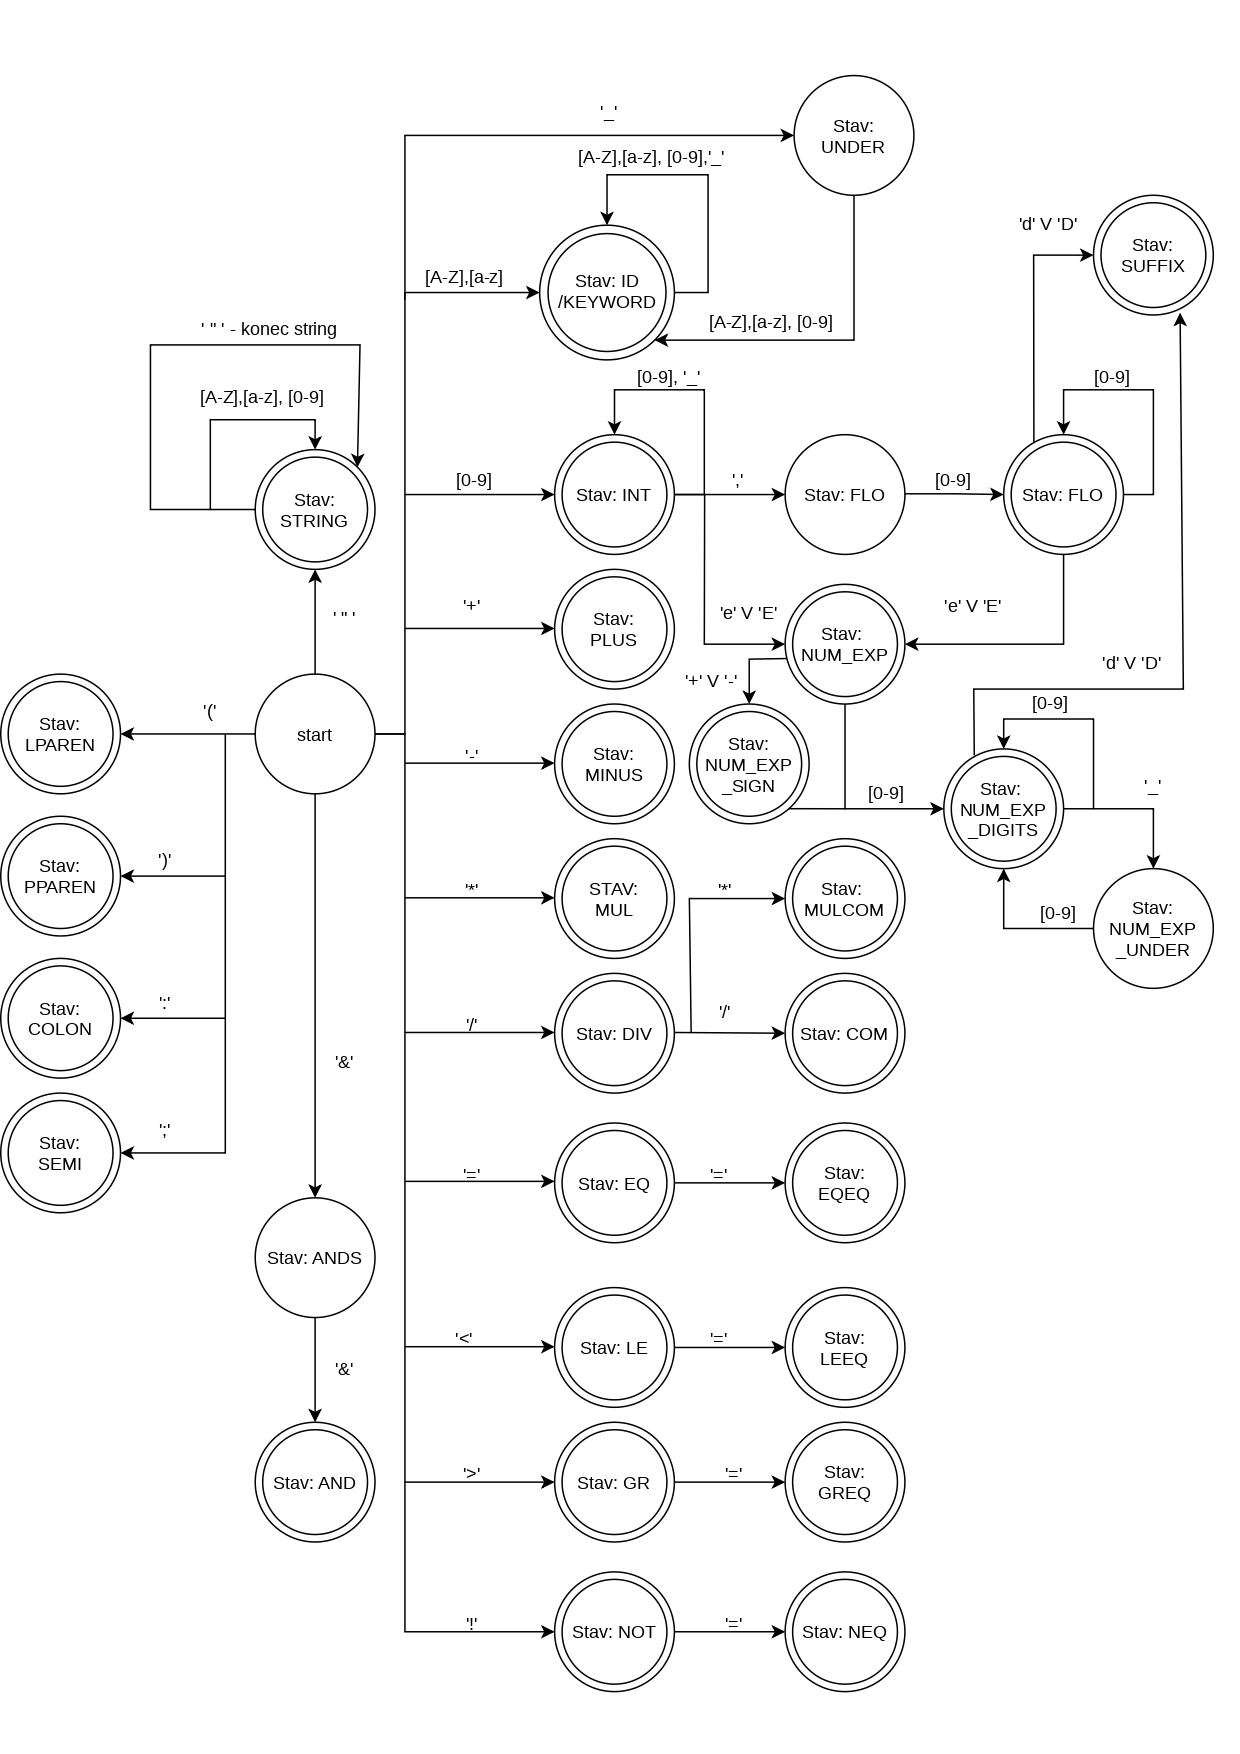 '_'
Stav:
UNDER
[A-Z],[a-z], [0-9],'_'
'd' V 'D'
Stav:
SUFFIX
[A-Z],[a-z]
Stav: ID
/KEYWORD
[A-Z],[a-z], [0-9]
' " ' - konec string
[A-Z],[a-z], [0-9]
[0-9], '_'
[0-9]
Stav:
STRING
[0-9]
Stav: INT
','
Stav: FLO
[0-9]
Stav: FLO
' " '
'+'
Stav:
PLUS
'e' V 'E'
Stav:
NUM_EXP
'e' V 'E'
'd' V 'D'
'+' V '-'
Stav:
LPAREN
'('
start
'-'
Stav:
MINUS
Stav:
NUM_EXP
_SIGN
[0-9]
[0-9]
Stav:
NUM_EXP
_DIGITS
'_'
Stav:
PPAREN
')'
'*'
STAV:
MUL
'*'
Stav:
MULCOM
[0-9]
Stav:
NUM_EXP
_UNDER
Stav:
COLON
':'
'/'
Stav: DIV
'/'
Stav: COM
'&'
Stav:
SEMI
';'
'='
Stav: EQ
'='
Stav:
EQEQ
Stav: ANDS
'<'
Stav: LE
'='
Stav:
LEEQ
'&'
Stav: AND
'>'
Stav: GR
'='
Stav:
GREQ
'!'
Stav: NOT
'='
Stav: NEQ